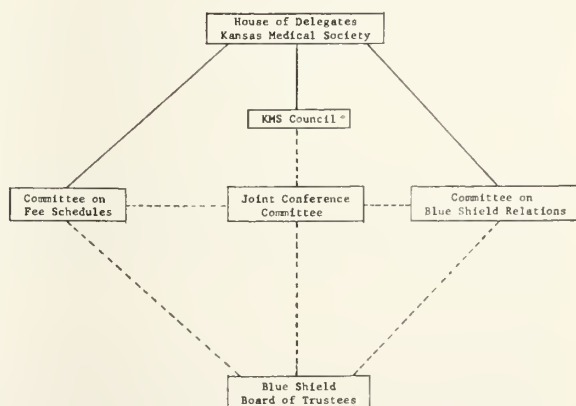 House of Delegates
Kansas Medical Society
KMS Council*
Committee on
Fee Schedules
Joint Conference
Committee
Committee on
Blue Shield Relations
Blue Shield
Board of Trustees